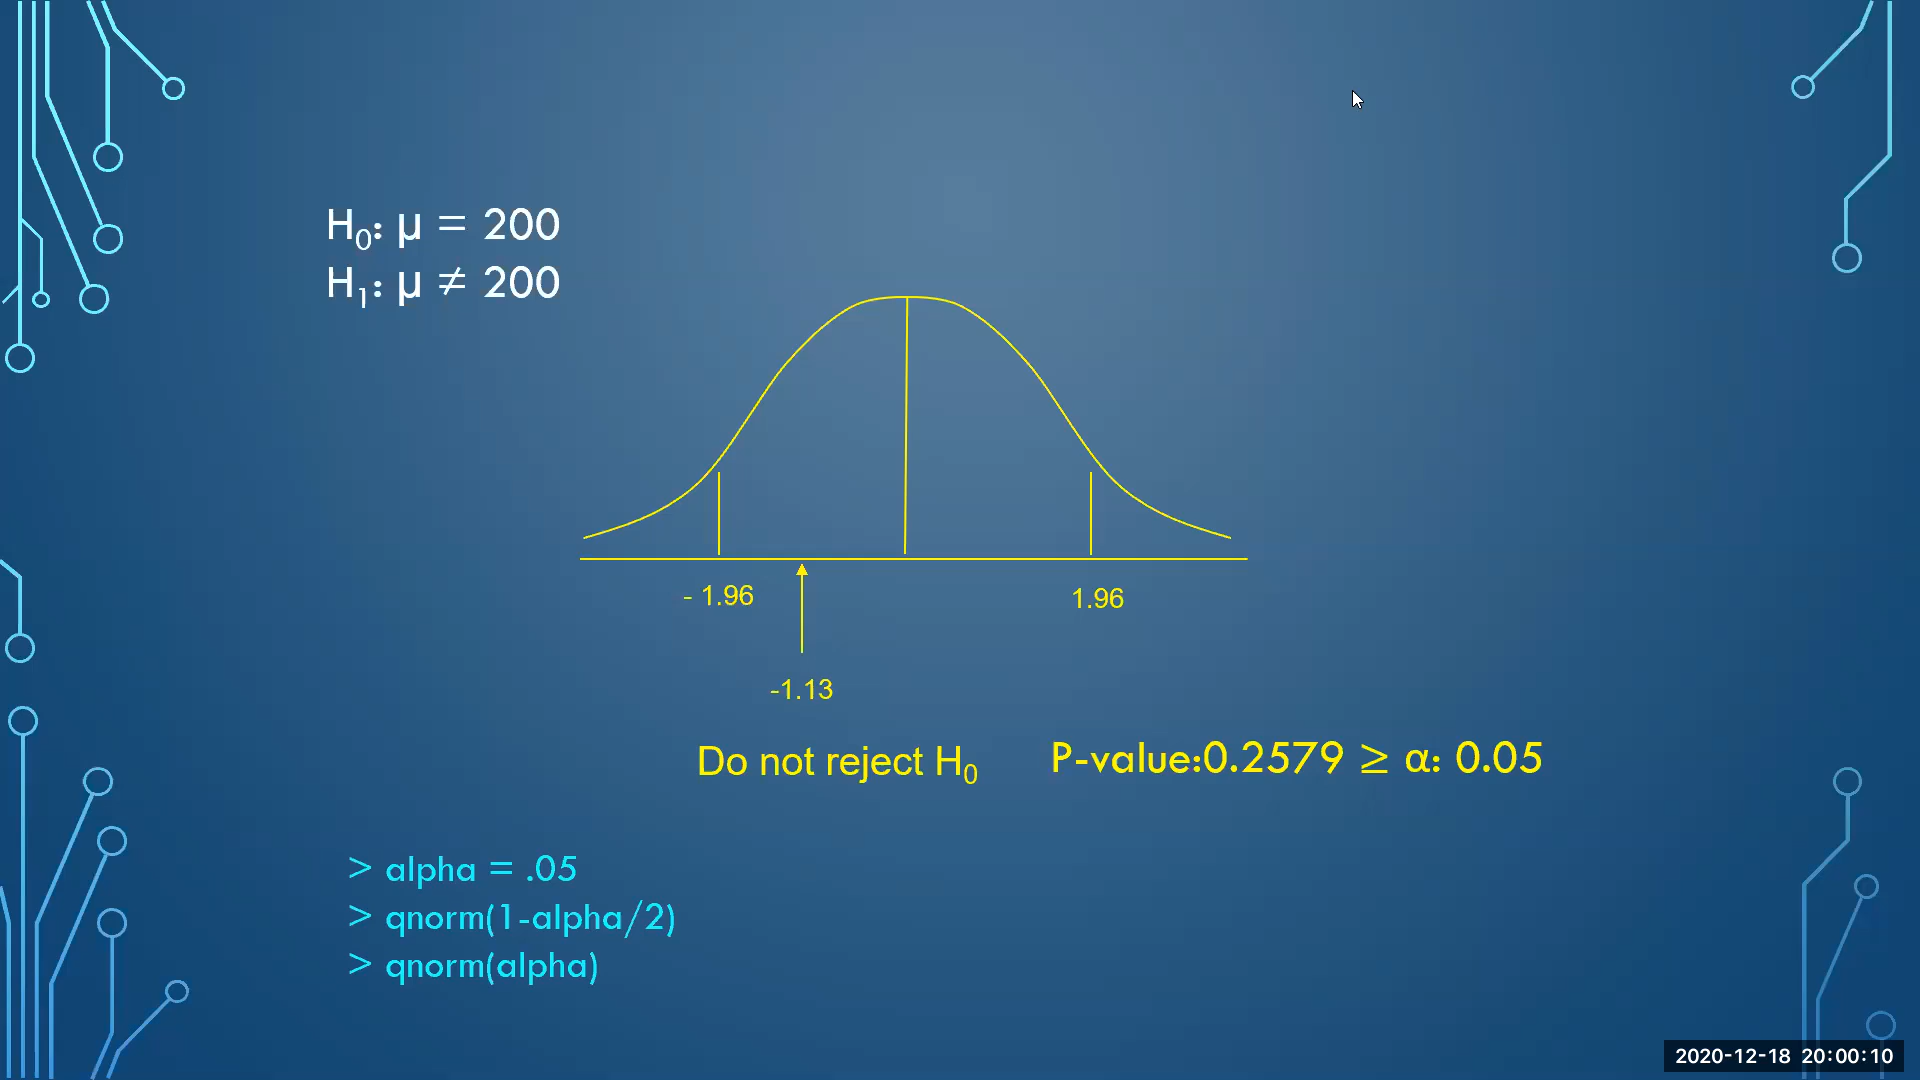 H₀: μ = 200
H₁: μ ≠ 200
- 1.96
1.96
-1.13
Do not reject H₀
P-value:0.2579 ≥ α: 0.05
> alpha = .05
> qnorm(1-alpha/2)
> qnorm(alpha)
2020-12-18 20:00:10